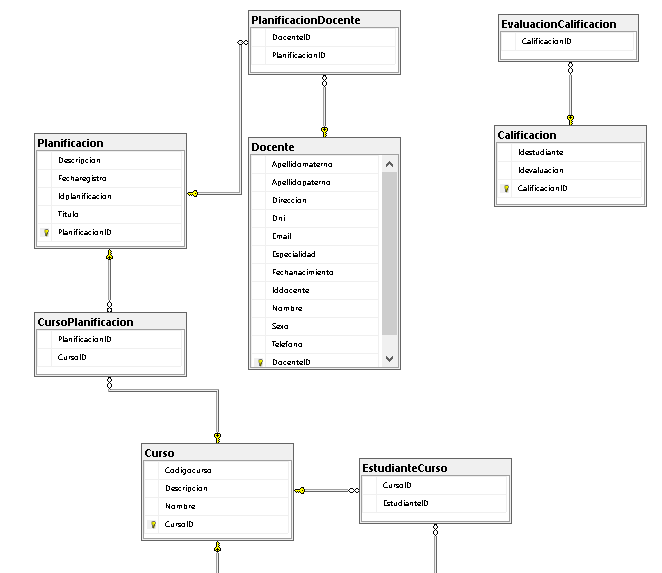 PlanificacionDocente
DocenteID
PlanificacionID
EvaluacionCalificacion
CalificacionID
Planificacion
Descripcion
Fecharegistro
Idplanificacion
Titulo
PlanificacionID
Docente
Apellidomaterno
Apellidopaterno
Direccion
Dni
Email
Especialidad
Fechanacimiento
Iddocente
Nombre
Sexo
Telefono
DocenteID
Calificacion
Idestudiante
Idevaluacion
CalificacionID
CursoPlanificacion
PlanificacionID
CursoID
Curso
Codigocurso
Descripcion
Nombre
CursoID
EstudianteCurso
CursoID
EstudianteID